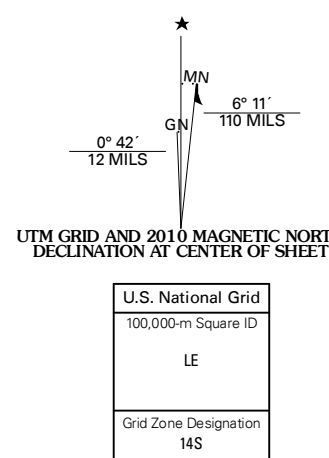 ★
MN
GN
6° 11´
110 MILS
0° 42´
12 MILS
UTM GRID AND 2010 MAGNETIC NORT
DECLINATION AT CENTER OF SHEET
U.S. National Grid
100,000-m Square ID
LE
Grid Zone Designation
14S